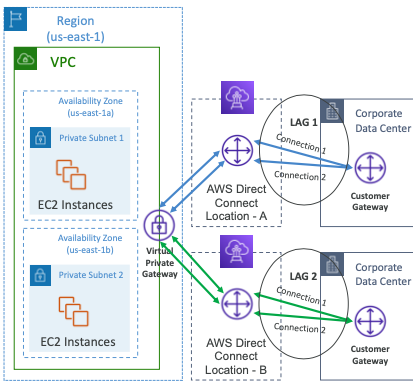 Region
(us-east-1)
VPC
Availability Zone
(us-east-1a)
Private Subnet 1
EC2 Instances
Availability Zone
(us-east-1b)
Private Subnet 2
EC2 Instances
Virtual
Private
Gateway
AWS Direct
Connect
Location - A
LAG 1
Connection 1
Connection 2
Corporate
Data Center
Customer
Gateway
AWS Direct
Connect
Location - B
LAG 2
Connection 1
Connection 2
Corporate
Data Center
Customer
Gateway